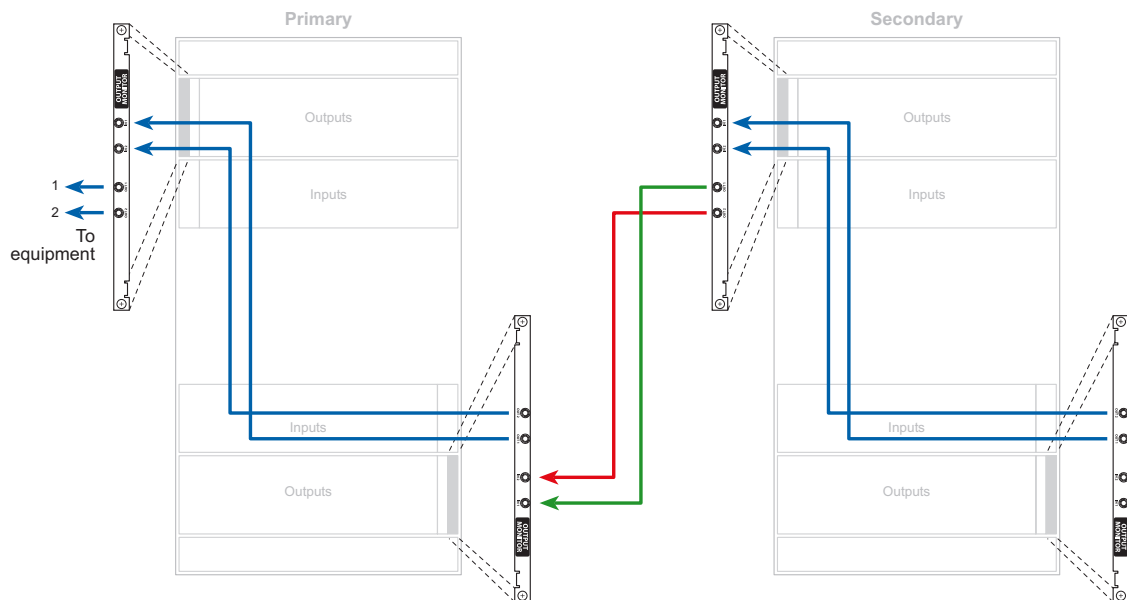 Primary
Secondary
OUTPUT
MONITOR
OUTPUT
MONITOR
Outputs
Outputs
1
2
To
equipment
Inputs
Inputs
Inputs
Inputs
Outputs
Outputs
OUTPUT
MONITOR
OUTPUT
MONITOR